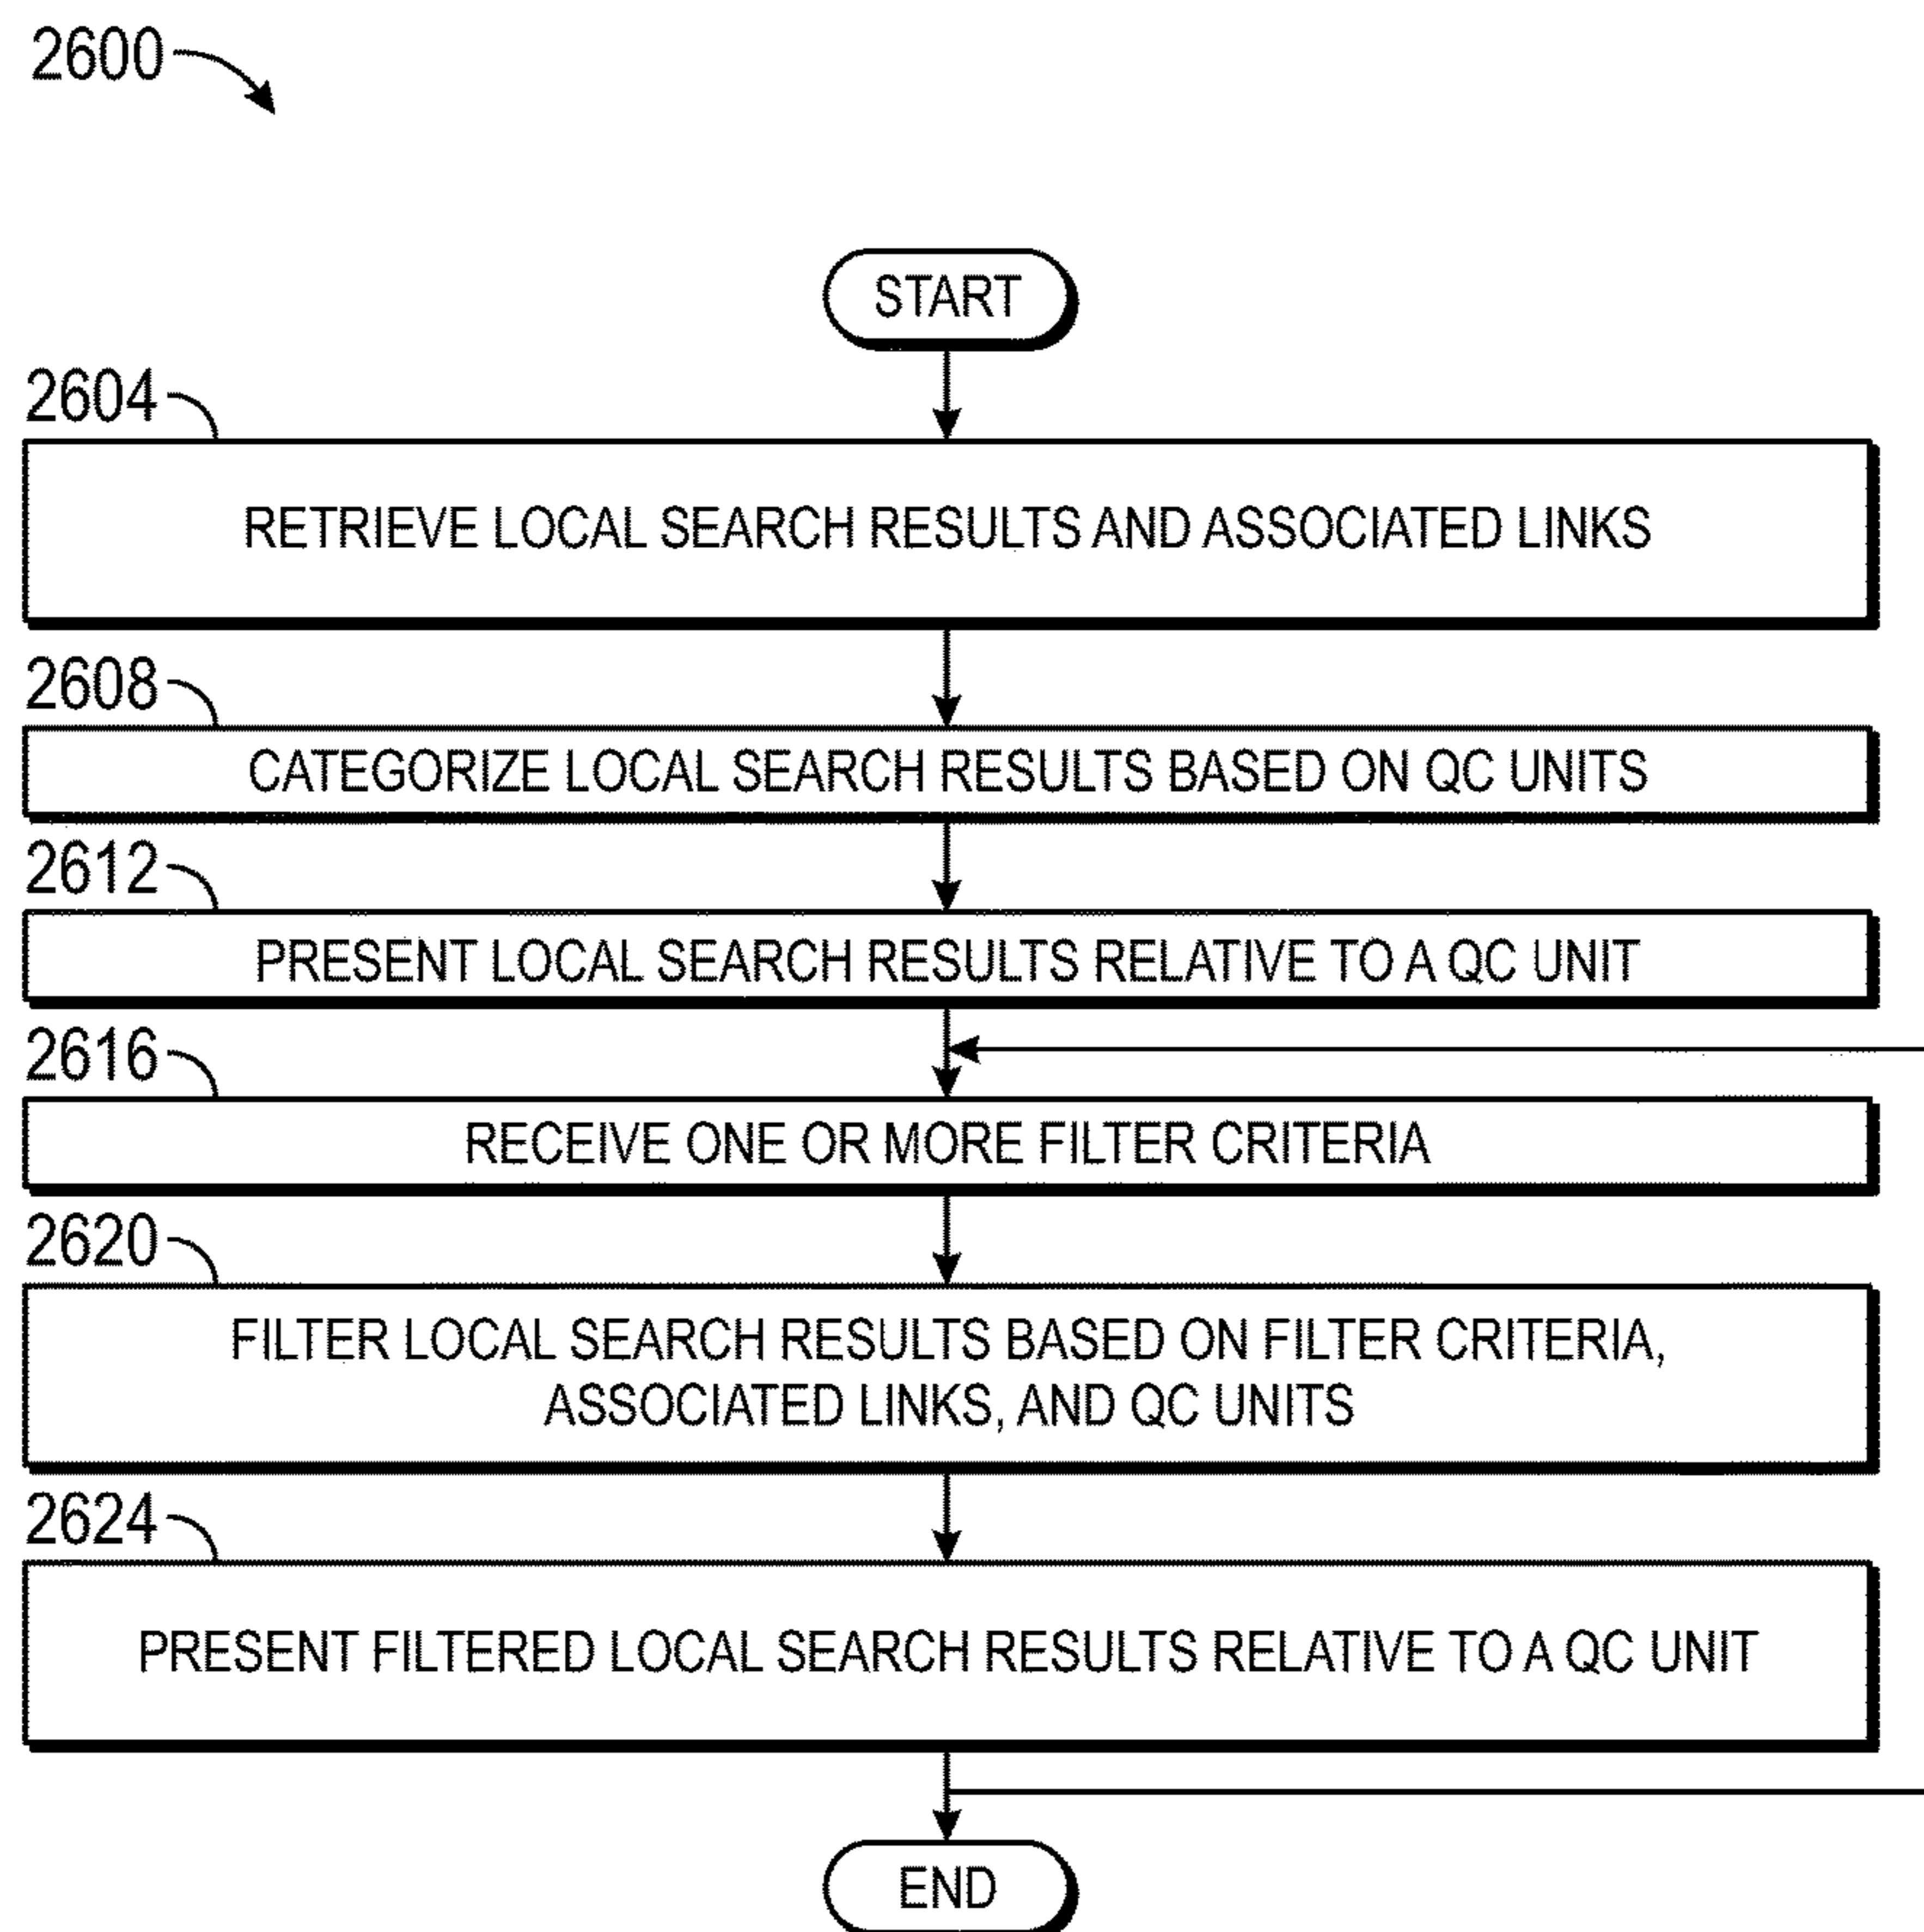 2600
START
2604
RETRIEVE LOCAL SEARCH RESULTS AND ASSOCIATED LINKS
2608
CATEGORIZE LOCAL SEARCH RESULTS BASED ON QC UNITS
2612
PRESENT LOCAL SEARCH RESULTS RELATIVE TO A QC UNIT
2616
RECEIVE ONE OR MORE FILTER CRITERIA
2620
FILTER LOCAL SEARCH RESULTS BASED ON FILTER CRITERIA,
ASSOCIATED LINKS, AND QC UNITS
2624
PRESENT FILTERED LOCAL SEARCH RESULTS RELATIVE TO A QC UNIT
END